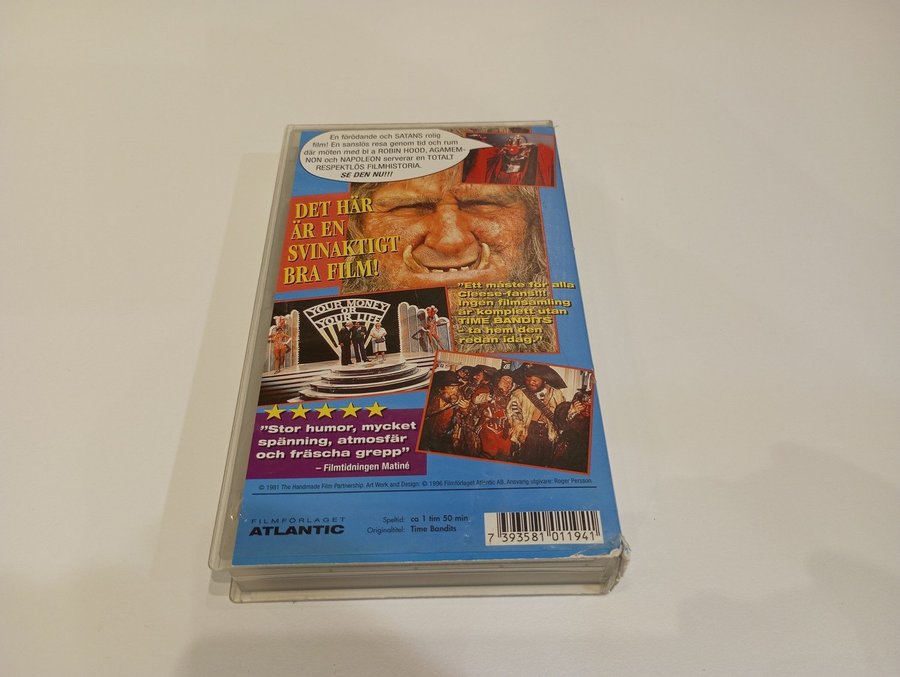 En förödande och SATANS rolig
film! En sanslös resa genom tid och rum
där möten med bl a ROBIN HOOD, AGAMEM-
NON och NAPOLEON serverar en TOTALT
RESPEKTLÖS FILMHISTORIA.
SE DEN NU!!!
DET HÄR
ÄR EN
SVINAKTIGT
BRA FILM!
"Ett måste för alla
Cleese-fans!!!
Ingen filmsamling
är komplett utan
TIME BANDITS
ta hem den
redan idag."
YOUR MONEY
OR
YOUR LIFE
"Stor humor, mycket
spänning, atmosfär
och fräscha grepp"
– Filmtidningen Matiné
© 1981 The Handmade Film Partnership. Art Work and Design: © 1996 Filmförlaget Atlantic AB. Ansvarig utgivare: Roger Persson
FILMFÖRLAGET
ATLANTIC
Speltid: ca 1 tim 50 min
Originaltitel: Time Bandits
7 393581 011941